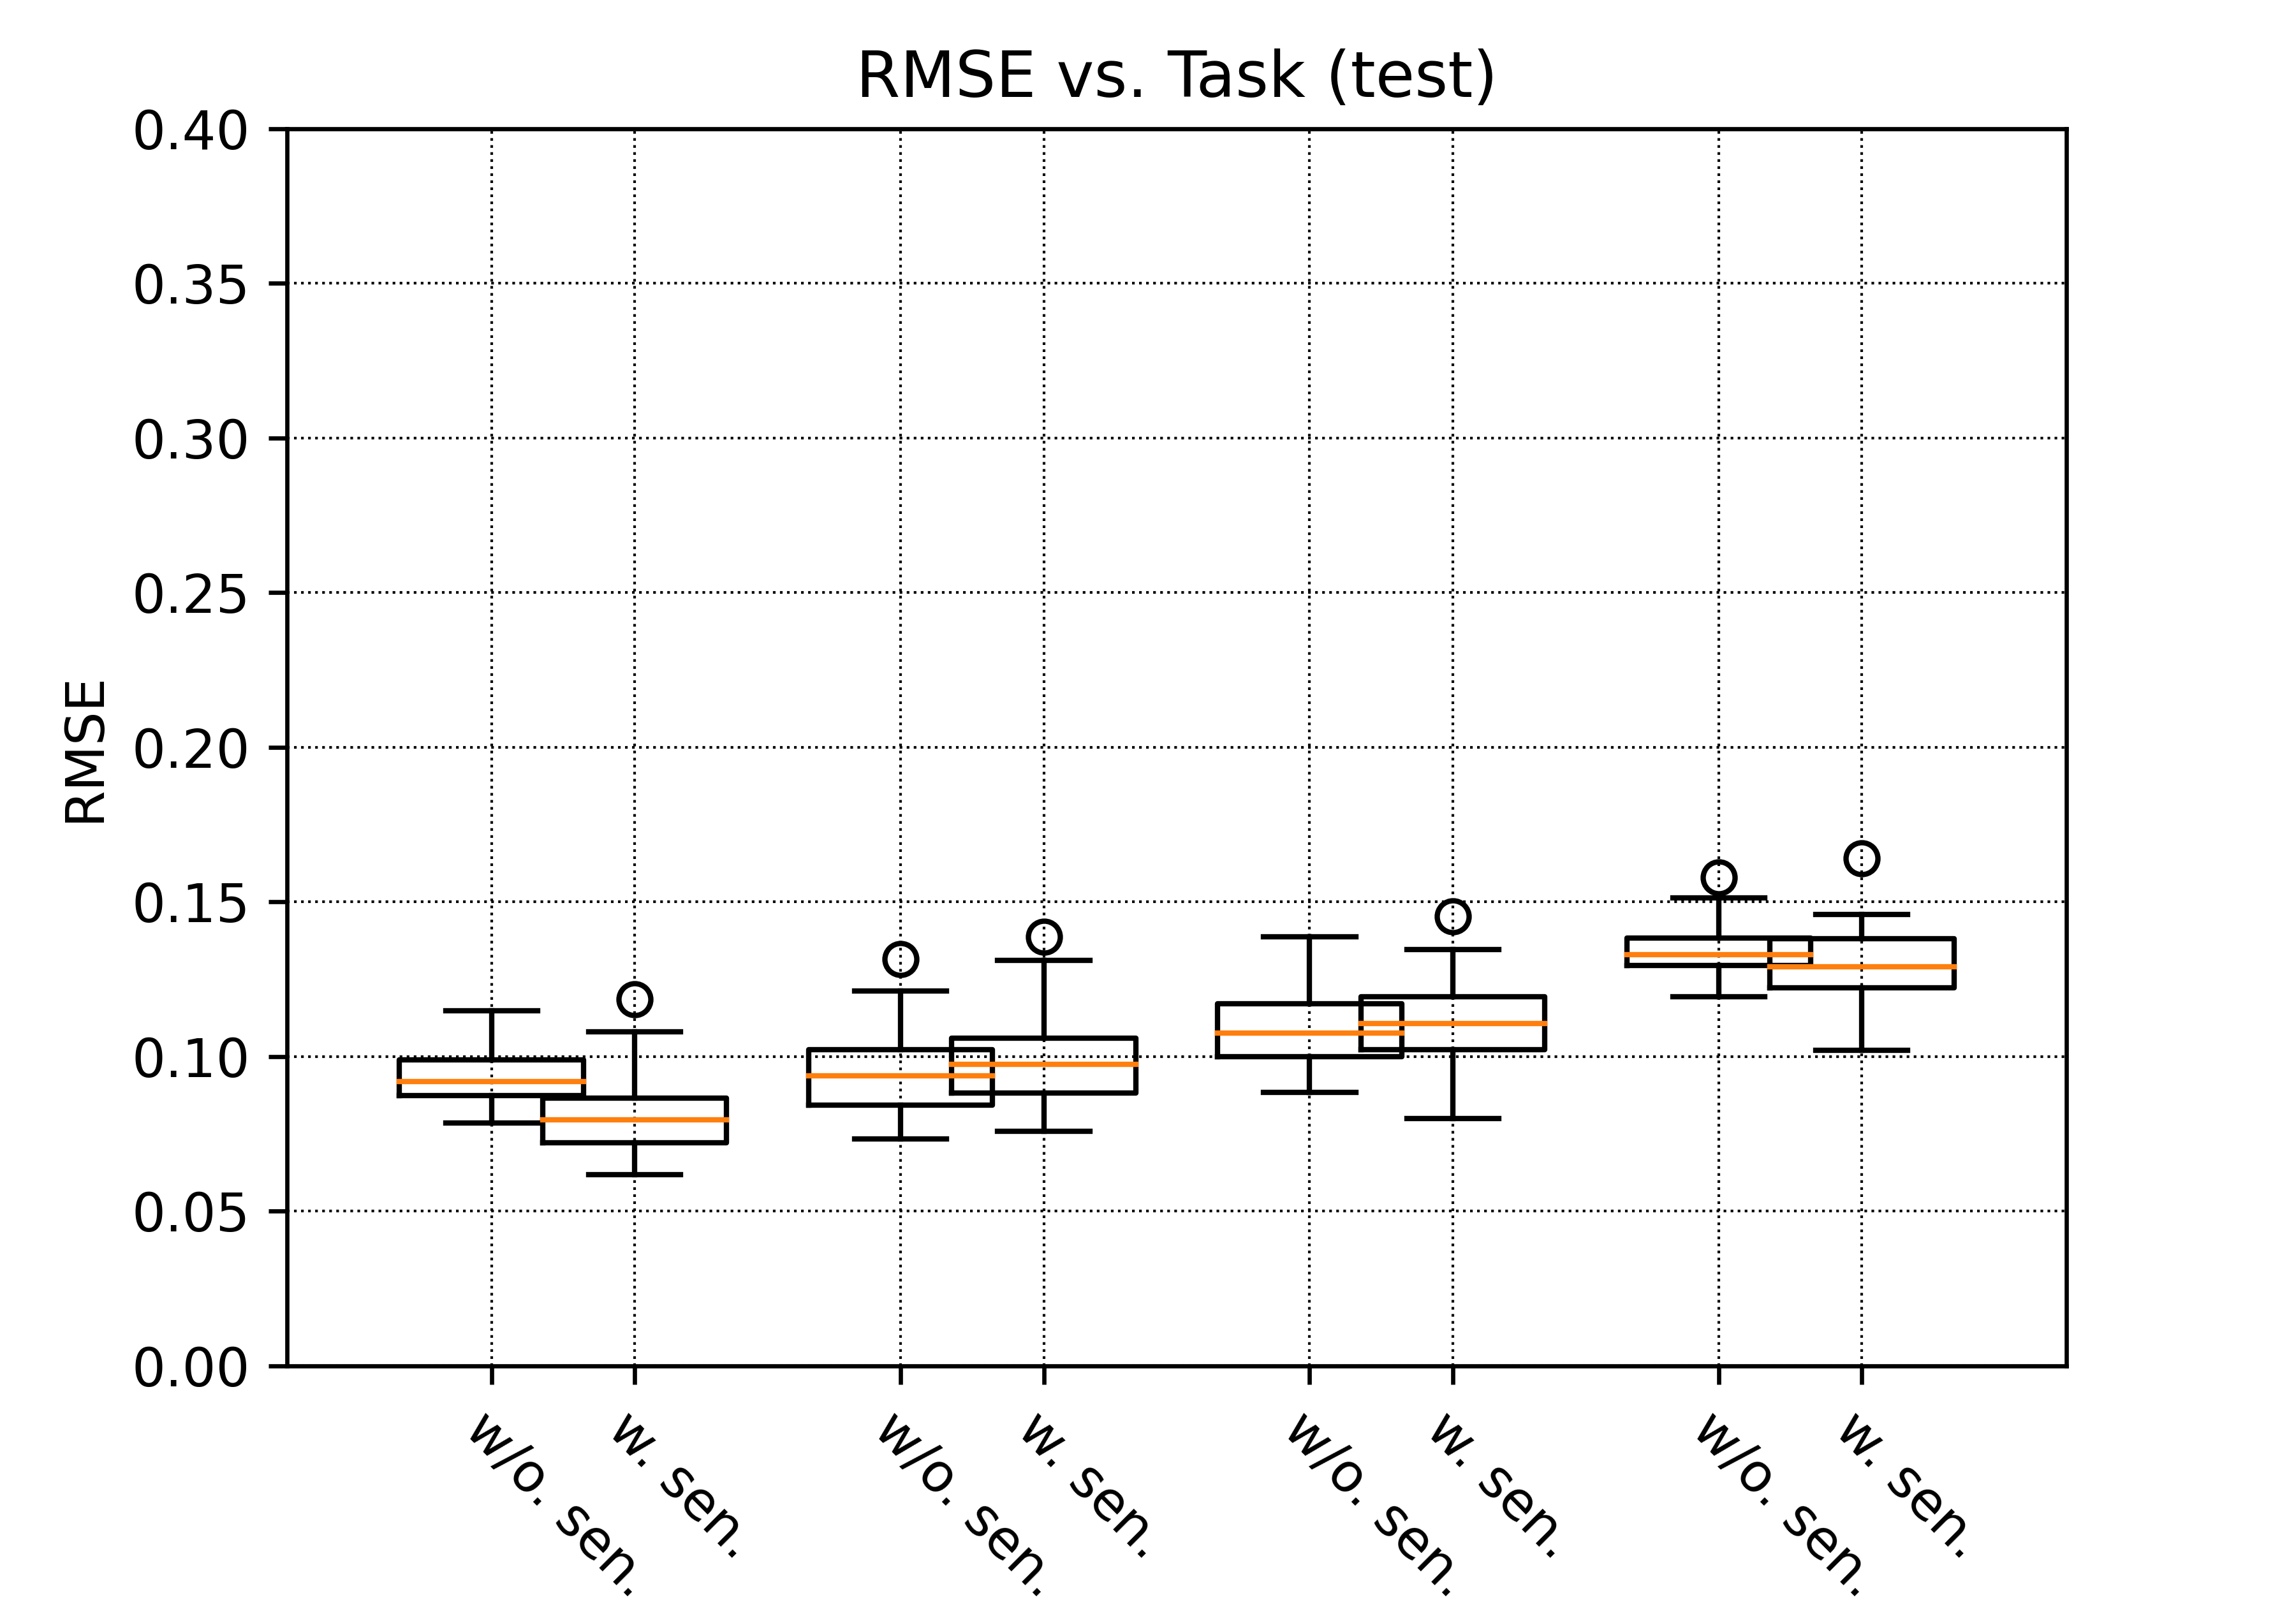 RMSE vs. Task (test)
0.40
0.35
0.30
0.25
0.20
0.15
0.10
0.05
0.00
RMSE
w/o. sen.
w. sen.
w/o. sen.
w. sen.
w/o. sen.
w. sen.
w/o. sen.
w. sen.